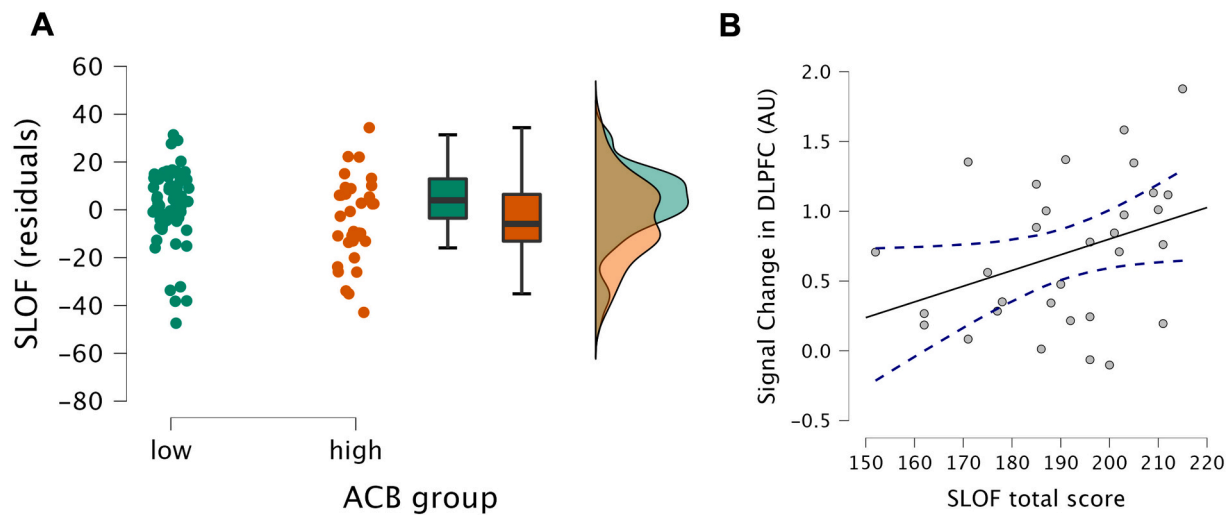 A
SLOF (residuals)
60
40
20
0
−20
−40
−60
−80
low
high
ACB group
B
Signal Change in DLPFC (AU)
2.0
1.5
1.0
0.5
0.0
−0.5
150 160 170 180 190 200 210 220
SLOF total score